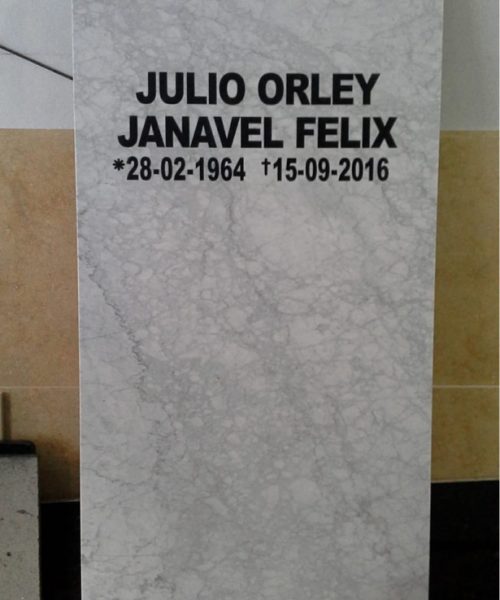 JULIO ORLEY
JANAVEL FELIX
*28-02-1964 †15-09-2016